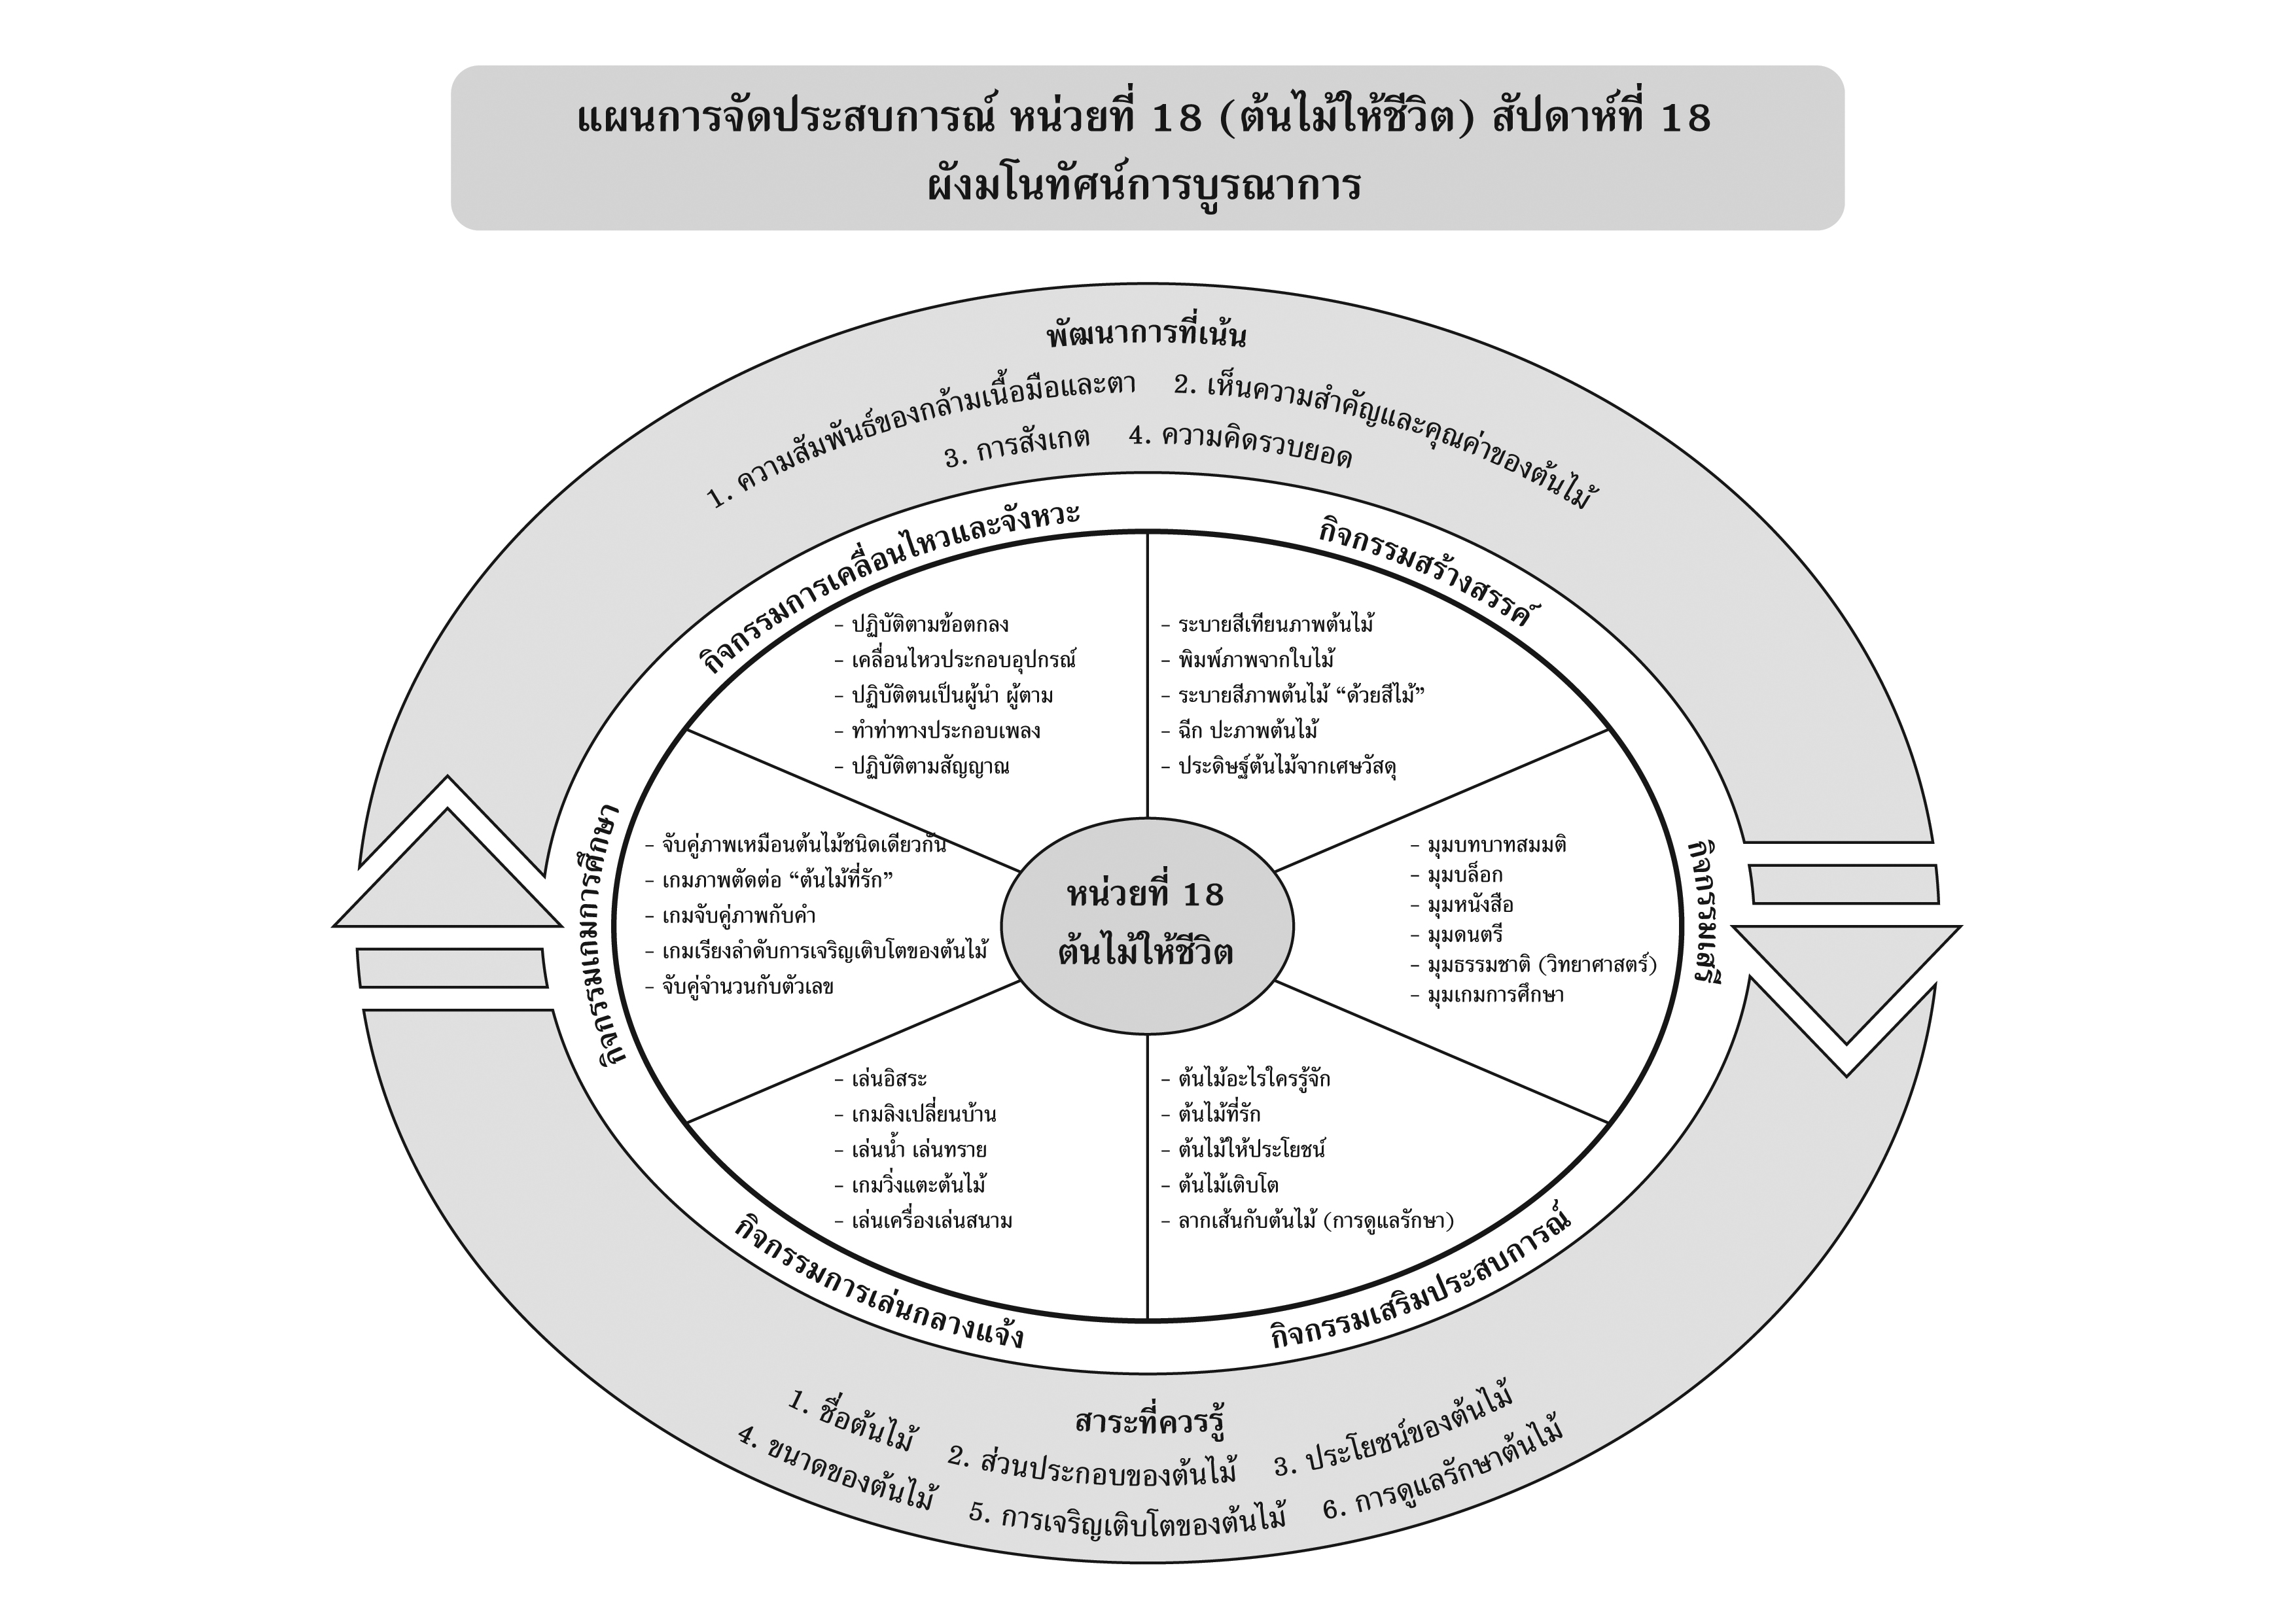 แผนการจัดประสบการณ์ หน่วยที่ 18 (ต้นไม้ให้ชีวิต) สัปดาห์ที่ 18
ผังมโนทัศน์การบูรณาการ
พัฒนาการที่เน้น
1. ความสัมพันธ์ของกล้ามเนื้อมือและตา 2. เห็นความสำคัญและคุณค่าของต้นไม้
3. การสังเกต 4. ความคิดรวบยอด
กิจกรรมการเคลื่อนไหวและจังหวะ
- ปฏิบัติตามข้อตกลง
- เคลื่อนไหวประกอบอุปกรณ์
- ปฏิบัติตนเป็นผู้นำ ผู้ตาม
- ทำท่าทางประกอบเพลง
- ปฏิบัติตามสัญญาณ
กิจกรรมสร้างสรรค์
- ระบายสีเทียนภาพต้นไม้
- พิมพ์ภาพจากใบไม้
- ระบายสีภาพต้นไม้ “ด้วยสีไม้”
- ฉีก ปะภาพต้นไม้
- ประดิษฐ์ต้นไม้จากเศษวัสดุ
กิจกรรมเกมการศึกษา
- จับคู่ภาพเหมือนต้นไม้ชนิดเดียวกัน
- เกมภาพตัดต่อ “ต้นไม้ที่รัก”
- เกมจับคู่ภาพกับคำ
- เกมเรียงลำดับการเจริญเติบโตของต้นไม้
- จับคู่จำนวนกับตัวเลข
หน่วยที่ 18
ต้นไม้ให้ชีวิต
กิจกรรมเสรี
- มุมบทบาทสมมติ
- มุมบล็อก
- มุมหนังสือ
- มุมดนตรี
- มุมธรรมชาติ (วิทยาศาสตร์)
- มุมเกมการศึกษา
กิจกรรมการเล่นกลางแจ้ง
- เล่นอิสระ
- เกมลิงเปลี่ยนบ้าน
- เล่นน้ำ เล่นทราย
- เกมวิ่งแตะต้นไม้
- เล่นเครื่องเล่นสนาม
กิจกรรมเสริมประสบการณ์
- ต้นไม้อะไรใครรู้จัก
- ต้นไม้ที่รัก
- ต้นไม้ให้ประโยชน์
- ต้นไม้เติบโต
- ลากเส้นกับต้นไม้ (การดูแลรักษา)
สาระที่ควรรู้
1. ชื่อต้นไม้ 2. ส่วนประกอบของต้นไม้ 3. ประโยชน์ของต้นไม้
4. ขนาดของต้นไม้ 5. การเจริญเติบโตของต้นไม้ 6. การดูแลรักษาต้นไม้